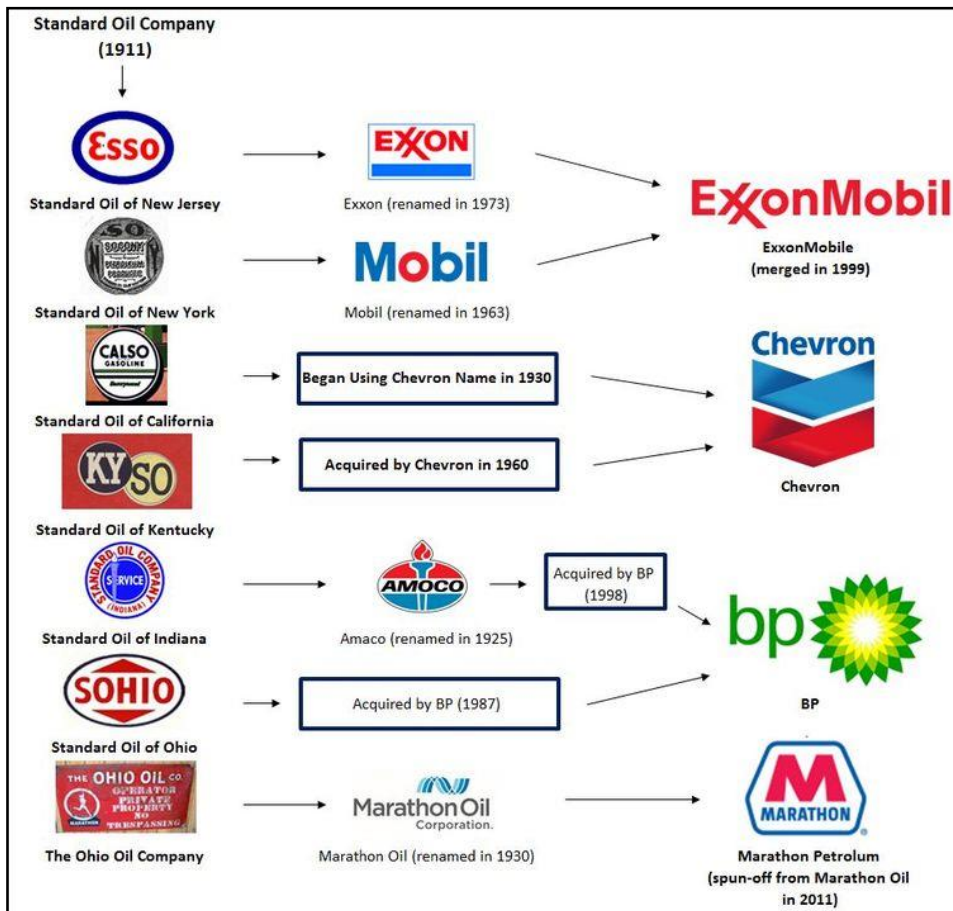 Standard Oil Company
(1911)
Esso
EXXON
Standard Oil of New Jersey
Exxon (renamed in 1973)
ExxonMobil
ExxonMobile
(merged in 1999)
SO
SOCONY
N Y
Mobil
Standard Oil of New York
Mobil (renamed in 1963)
CALSO
GASOLINE
Began Using Chevron Name in 1930
Chevron
Standard Oil of California
KYSO
Acquired by Chevron in 1960
Chevron
Standard Oil of Kentucky
STANDARD OIL COMPANY
SERVICE
(INDIANA)
AMOCO
Acquired by BP
(1998)
bp
Standard Oil of Indiana
Amaco (renamed in 1925)
SOHIO
Acquired by BP (1987)
BP
Standard Oil of Ohio
THE OHIO OIL CO.
OPERATOR
PRIVATE
PROPERTY
NO
TRESPASSING
MARATHON
Marathon Oil
Corporation.
M
MARATHON
®
The Ohio Oil Company
Marathon Oil (renamed in 1930)
Marathon Petrolum
(spun-off from Marathon Oil
in 2011)